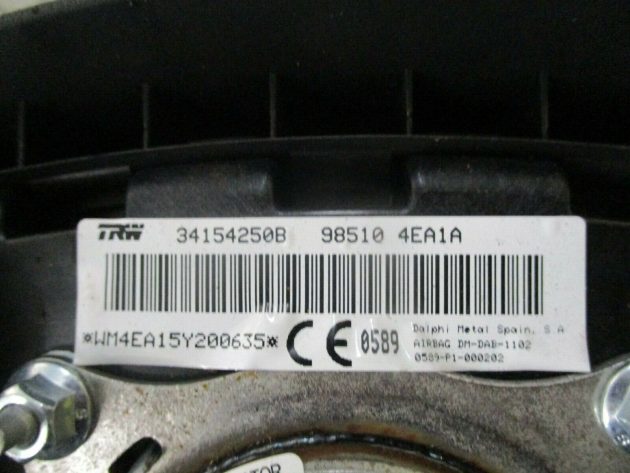 TRW 34154250B 98510 4EA1A
*WM4EA15Y200635* CE 0589
Dalphi Metal Spain, S.A
AIRBAG DM-DAB-1102
0589-P1-000202